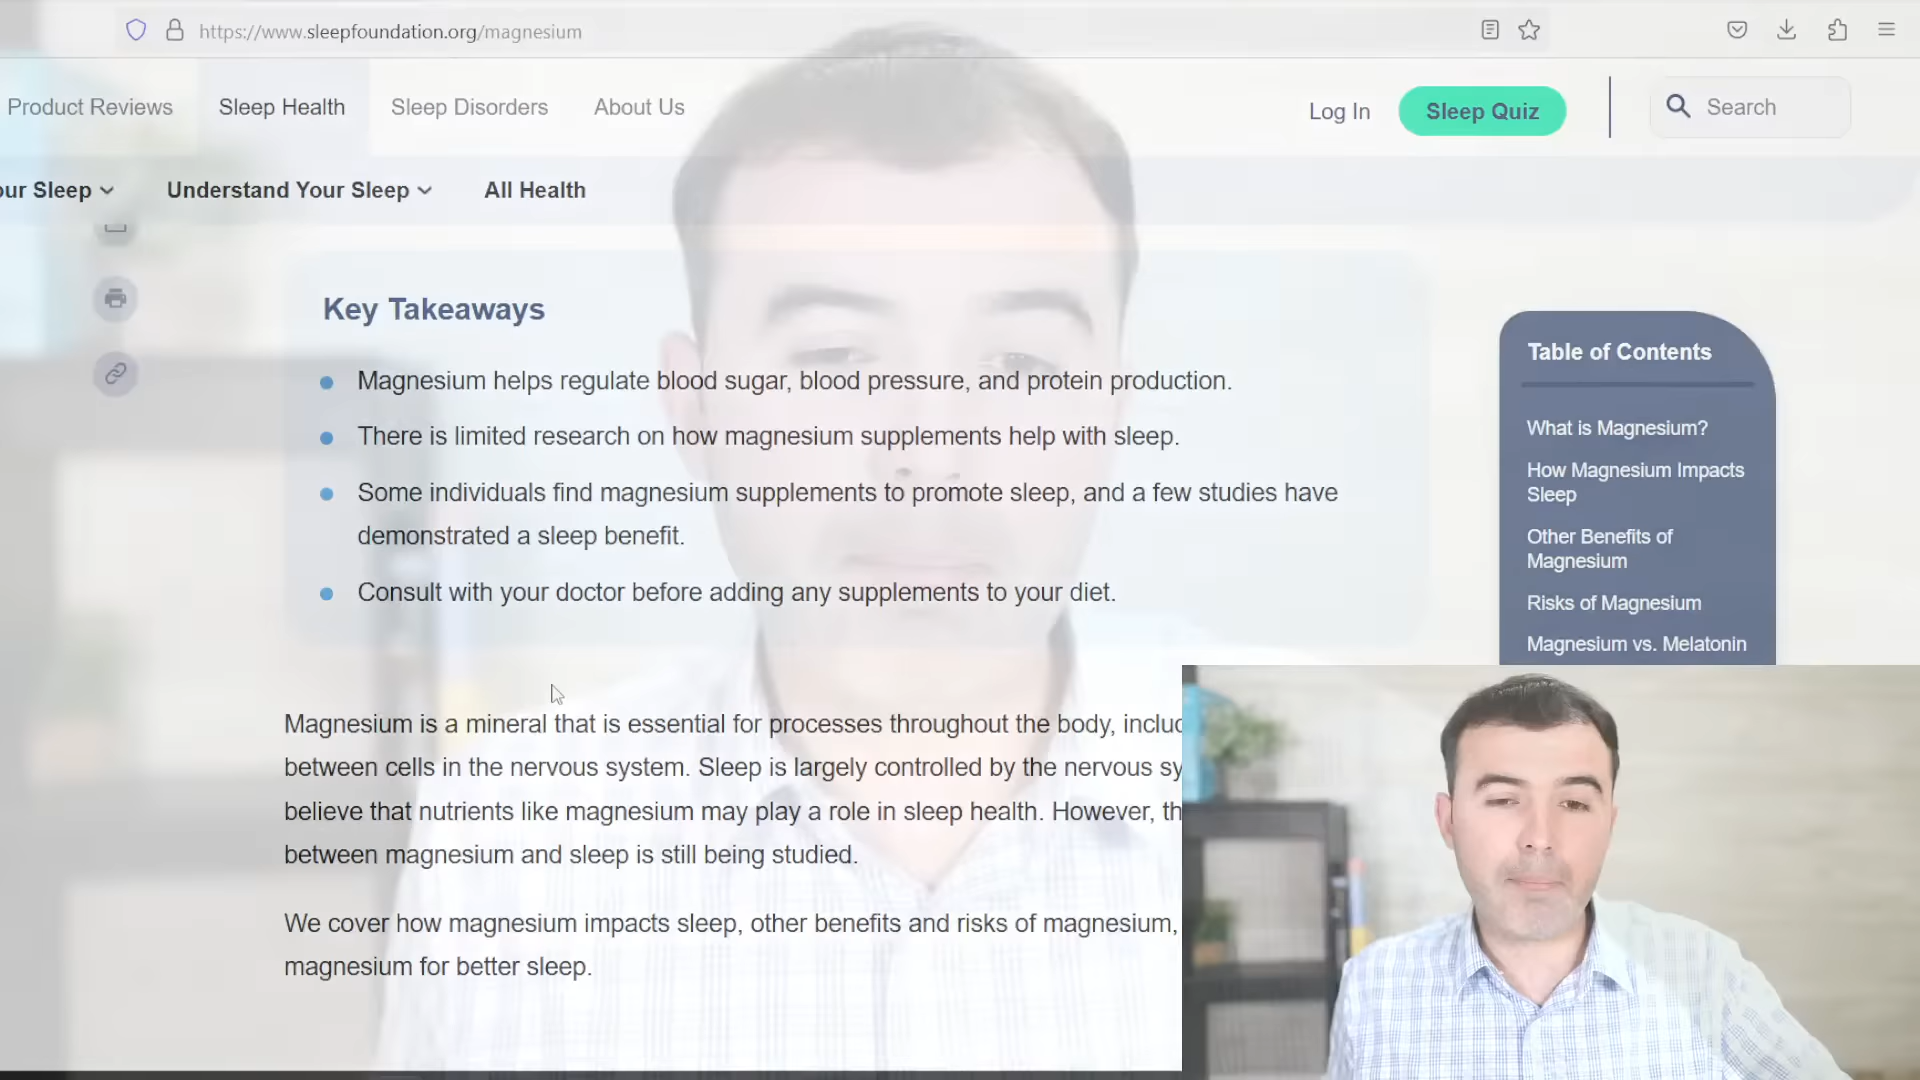 https://www.sleepfoundation.org/magnesium
Product Reviews
Sleep Health
Sleep Disorders
About Us
Log In
Sleep Quiz
Search
Sleep
Understand Your Sleep
All Health
Key Takeaways
Magnesium helps regulate blood sugar, blood pressure, and protein production.
There is limited research on how magnesium supplements help with sleep.
Some individuals find magnesium supplements to promote sleep, and a few studies have
demonstrated a sleep benefit.
Consult with your doctor before adding any supplements to your diet.
Table of Contents
What is Magnesium?
How Magnesium Impacts
Sleep
Other Benefits of
Magnesium
Risks of Magnesium
Magnesium vs. Melatonin
Magnesium is a mineral that is essential for processes throughout the body,
between cells in the nervous system. Sleep is largely controlled by the nervous
believe that nutrients like magnesium may play a role in sleep health. However,
between magnesium and sleep is still being studied.
We cover how magnesium impacts sleep, other benefits and risks of magnesium,
magnesium for better sleep.